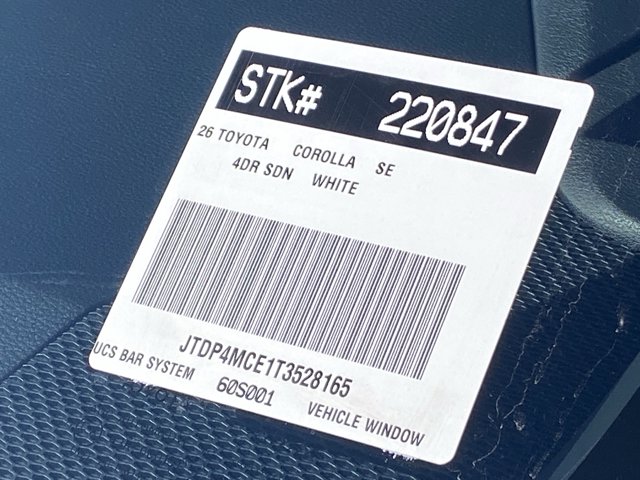 STK# 220847
26 TOYOTA COROLLA SE
4DR SDN WHITE
JTDP4MCE1T3528165
UCS BAR SYSTEM 60S001 VEHICLE WINDOW